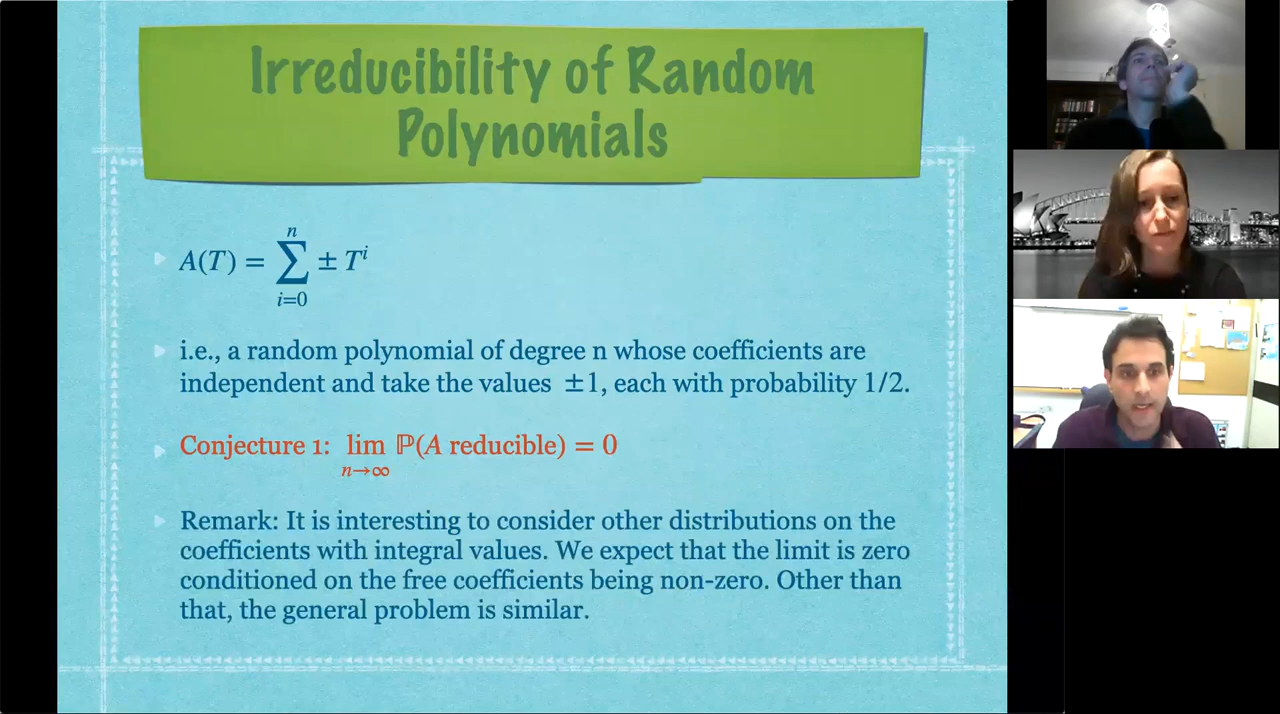 Irreducibility of Random
Polynomials
A(T) = ∑_{i=0}^{n} ± T^i
i.e., a random polynomial of degree n whose coefficients are
independent and take the values ±1, each with probability 1/2.
Conjecture 1: lim_{n→∞} ℙ(A reducible) = 0
Remark: It is interesting to consider other distributions on the
coefficients with integral values. We expect that the limit is zero
conditioned on the free coefficients being non-zero. Other than
that, the general problem is similar.